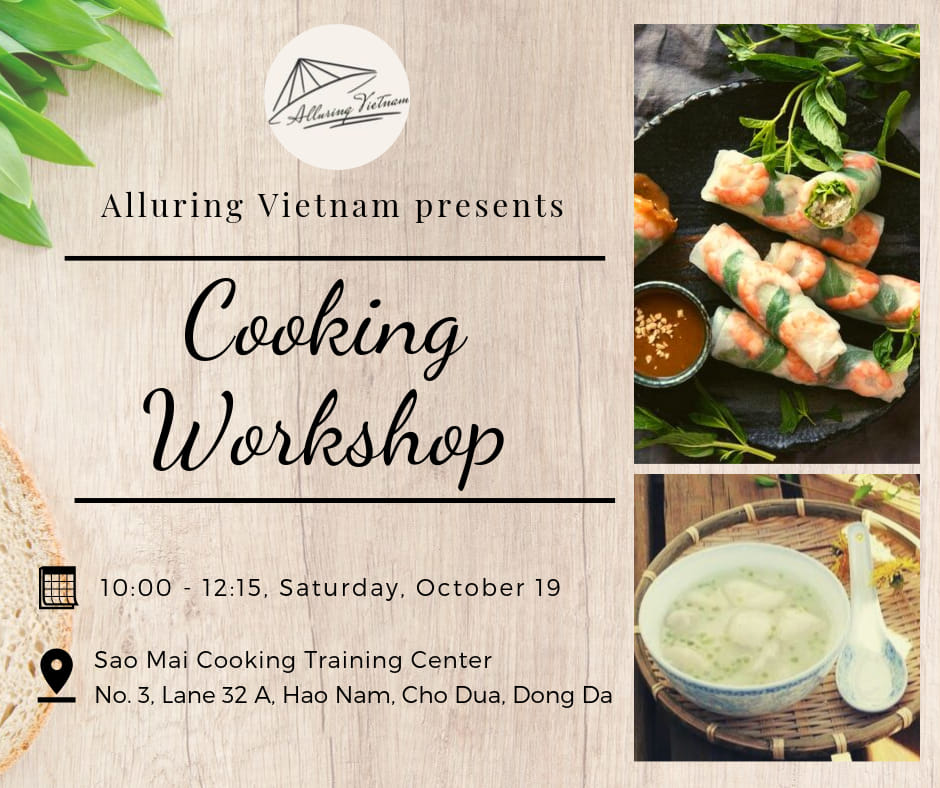 Alluring Vietnam
Alluring Vietnam presents
Cooking
Workshop
10:00 - 12:15, Saturday, October 19
Sao Mai Cooking Training Center
No. 3, Lane 32 A, Hao Nam, Cho Dua, Dong Da